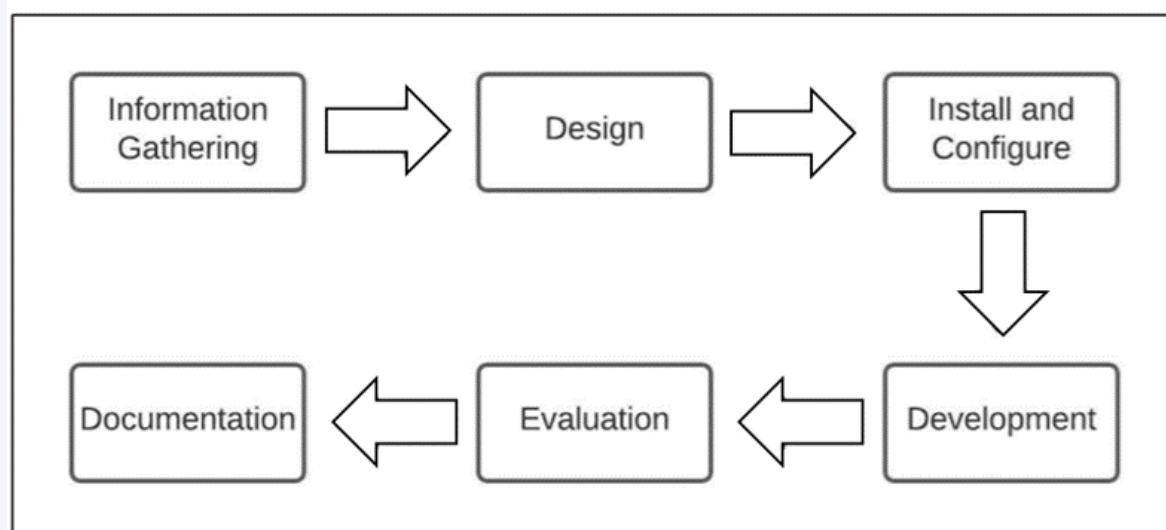 Information
Gathering
Design
Install and
Configure
Development
Evaluation
Documentation